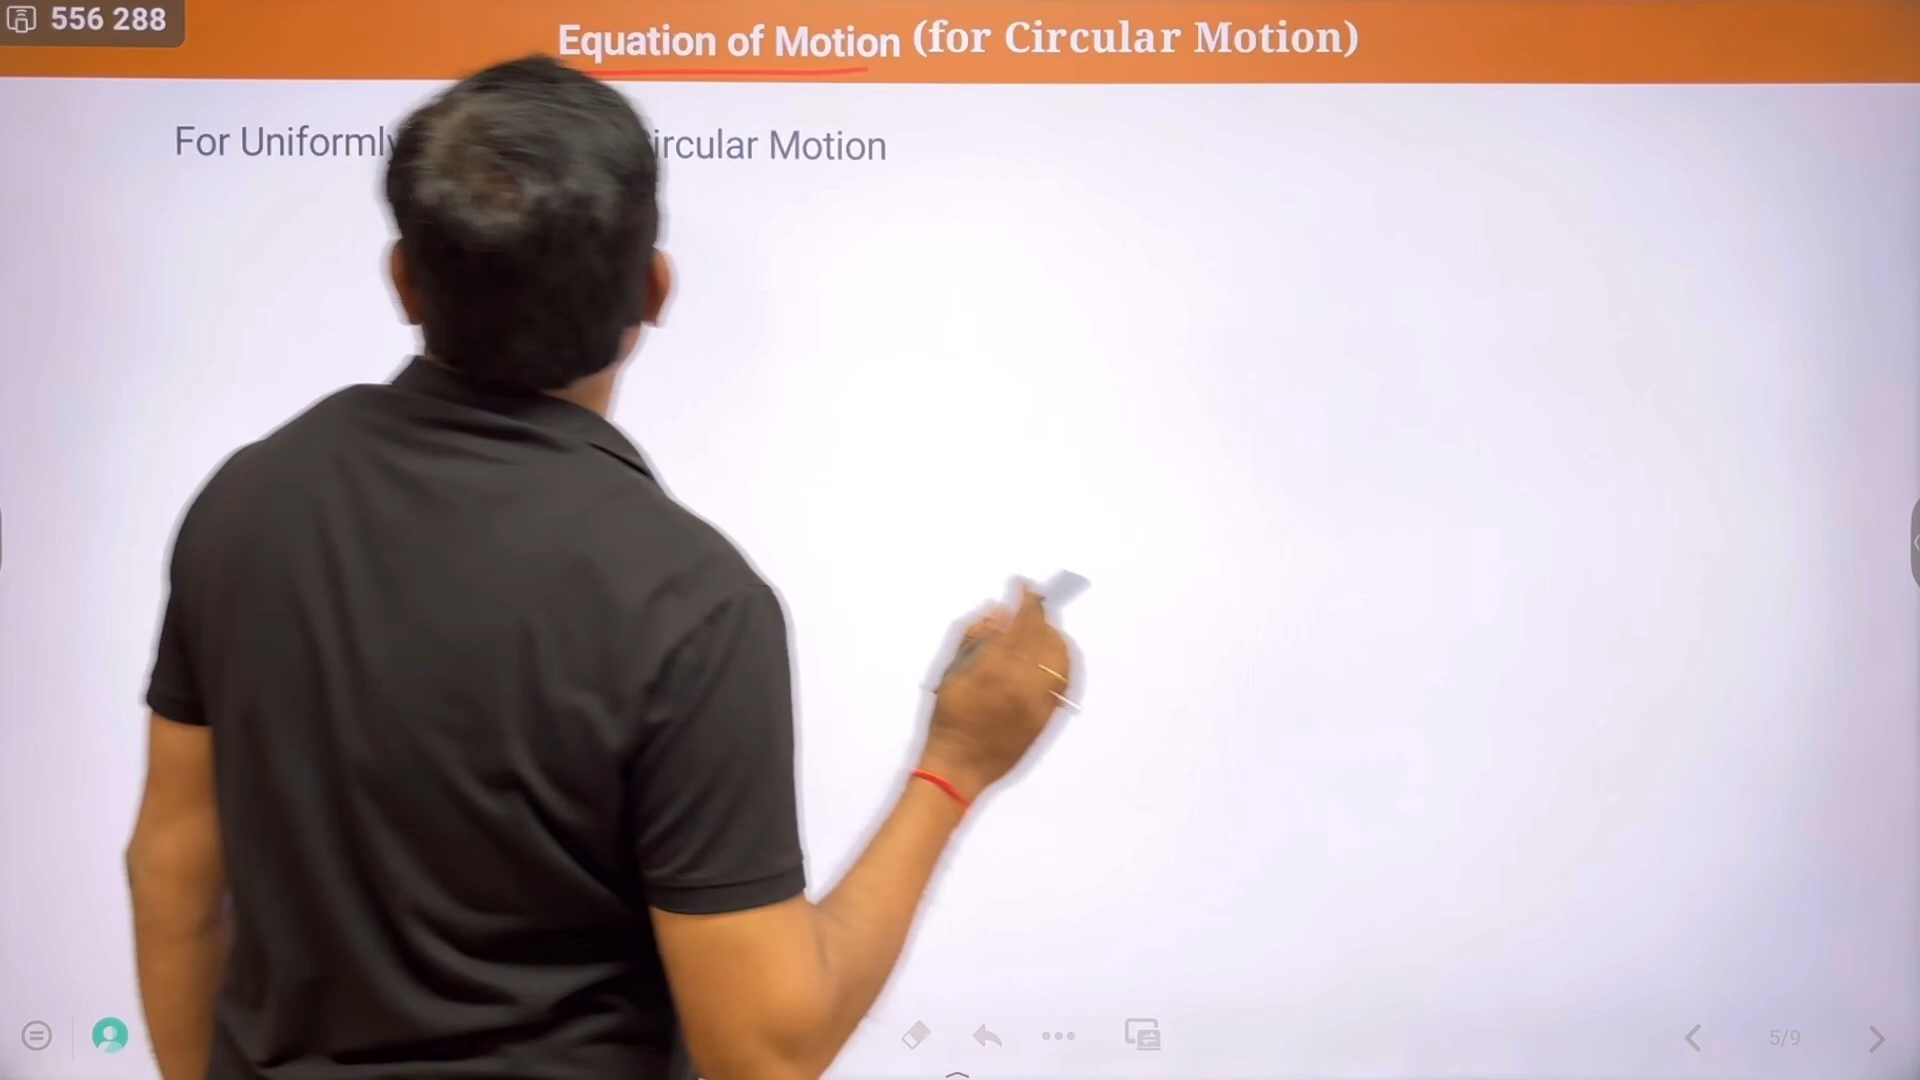 556 288
Equation of Motion (for Circular Motion)
For Uniformly ircular Motion
5/9